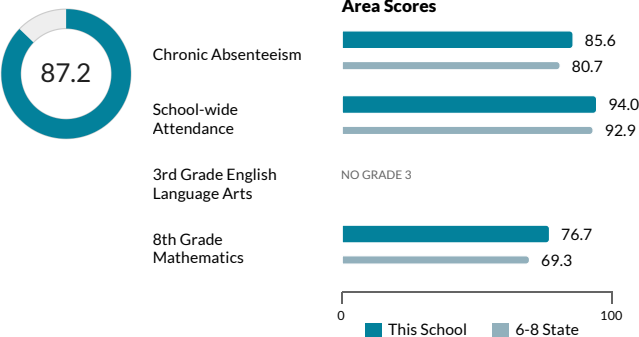 Area Scores
87.2
Chronic Absenteeism
85.6
80.7
School-wide
Attendance
94.0
92.9
3rd Grade English
Language Arts
NO GRADE 3
8th Grade
Mathematics
76.7
69.3
0
100
This School
6-8 State